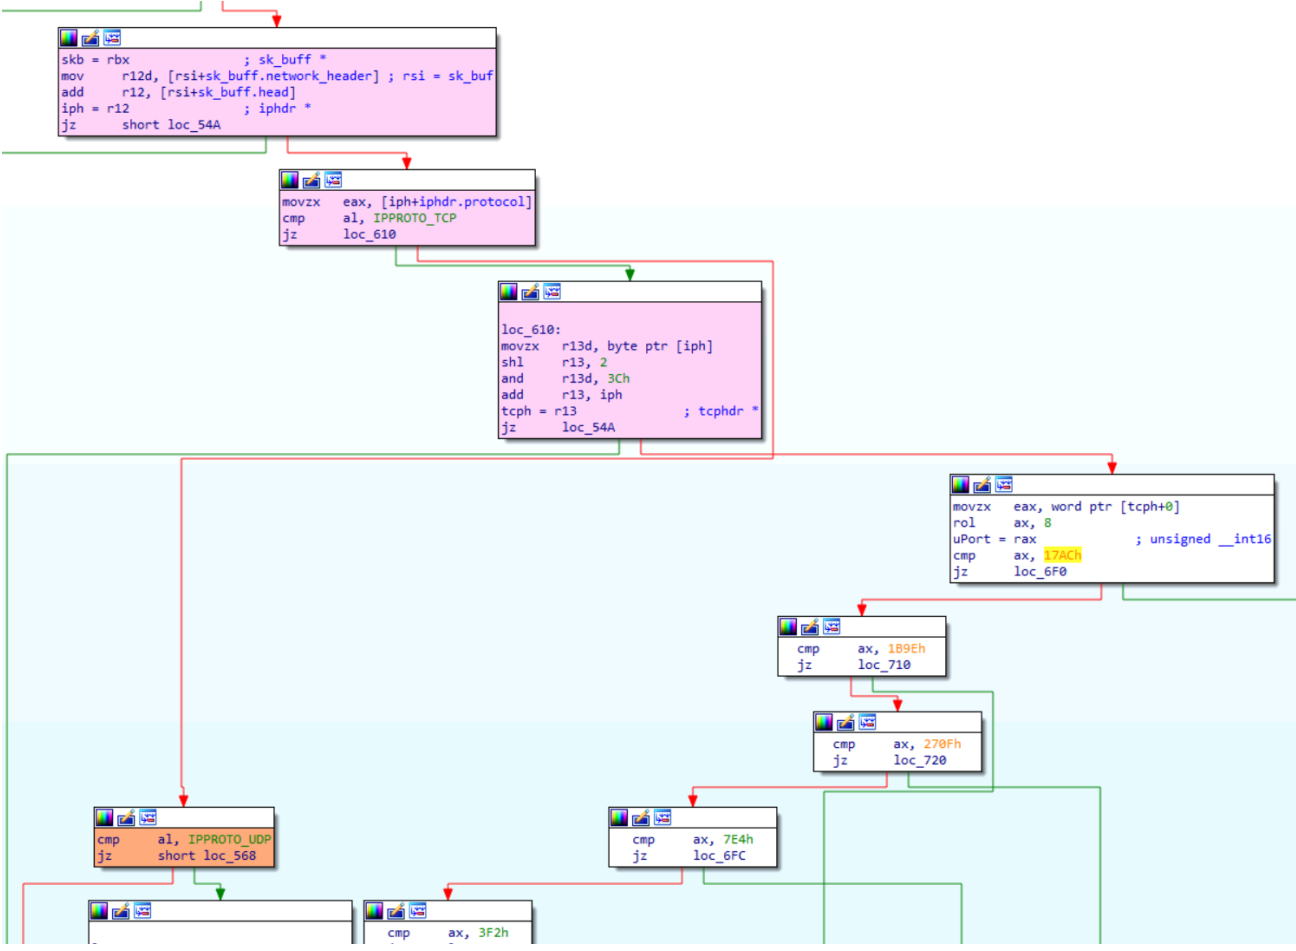 skb = rbx ; sk_buff *
mov r12d, [rsi+sk_buff.network_header] ; rsi = sk_buf
add r12, [rsi+sk_buff.head]
iph = r12 ; iphdr *
jz short loc_54A
movzx eax, [iph+iphdr.protocol]
cmp al, IPPROTO_TCP
jz loc_610
loc_610:
movzx r13d, byte ptr [iph]
shl r13, 2
and r13d, 3Ch
add r13, iph
tcph = r13 ; tcphdr *
jz loc_54A
movzx eax, word ptr [tcph+0]
rol ax, 8
uPort = rax ; unsigned __int16
cmp ax, 17ACh
jz loc_6F0
cmp ax, 1B9Eh
jz loc_710
cmp ax, 270Fh
jz loc_720
cmp al, IPPROTO_UDP
jz short loc_568
cmp ax, 7E4h
jz loc_6FC
cmp ax, 3F2h